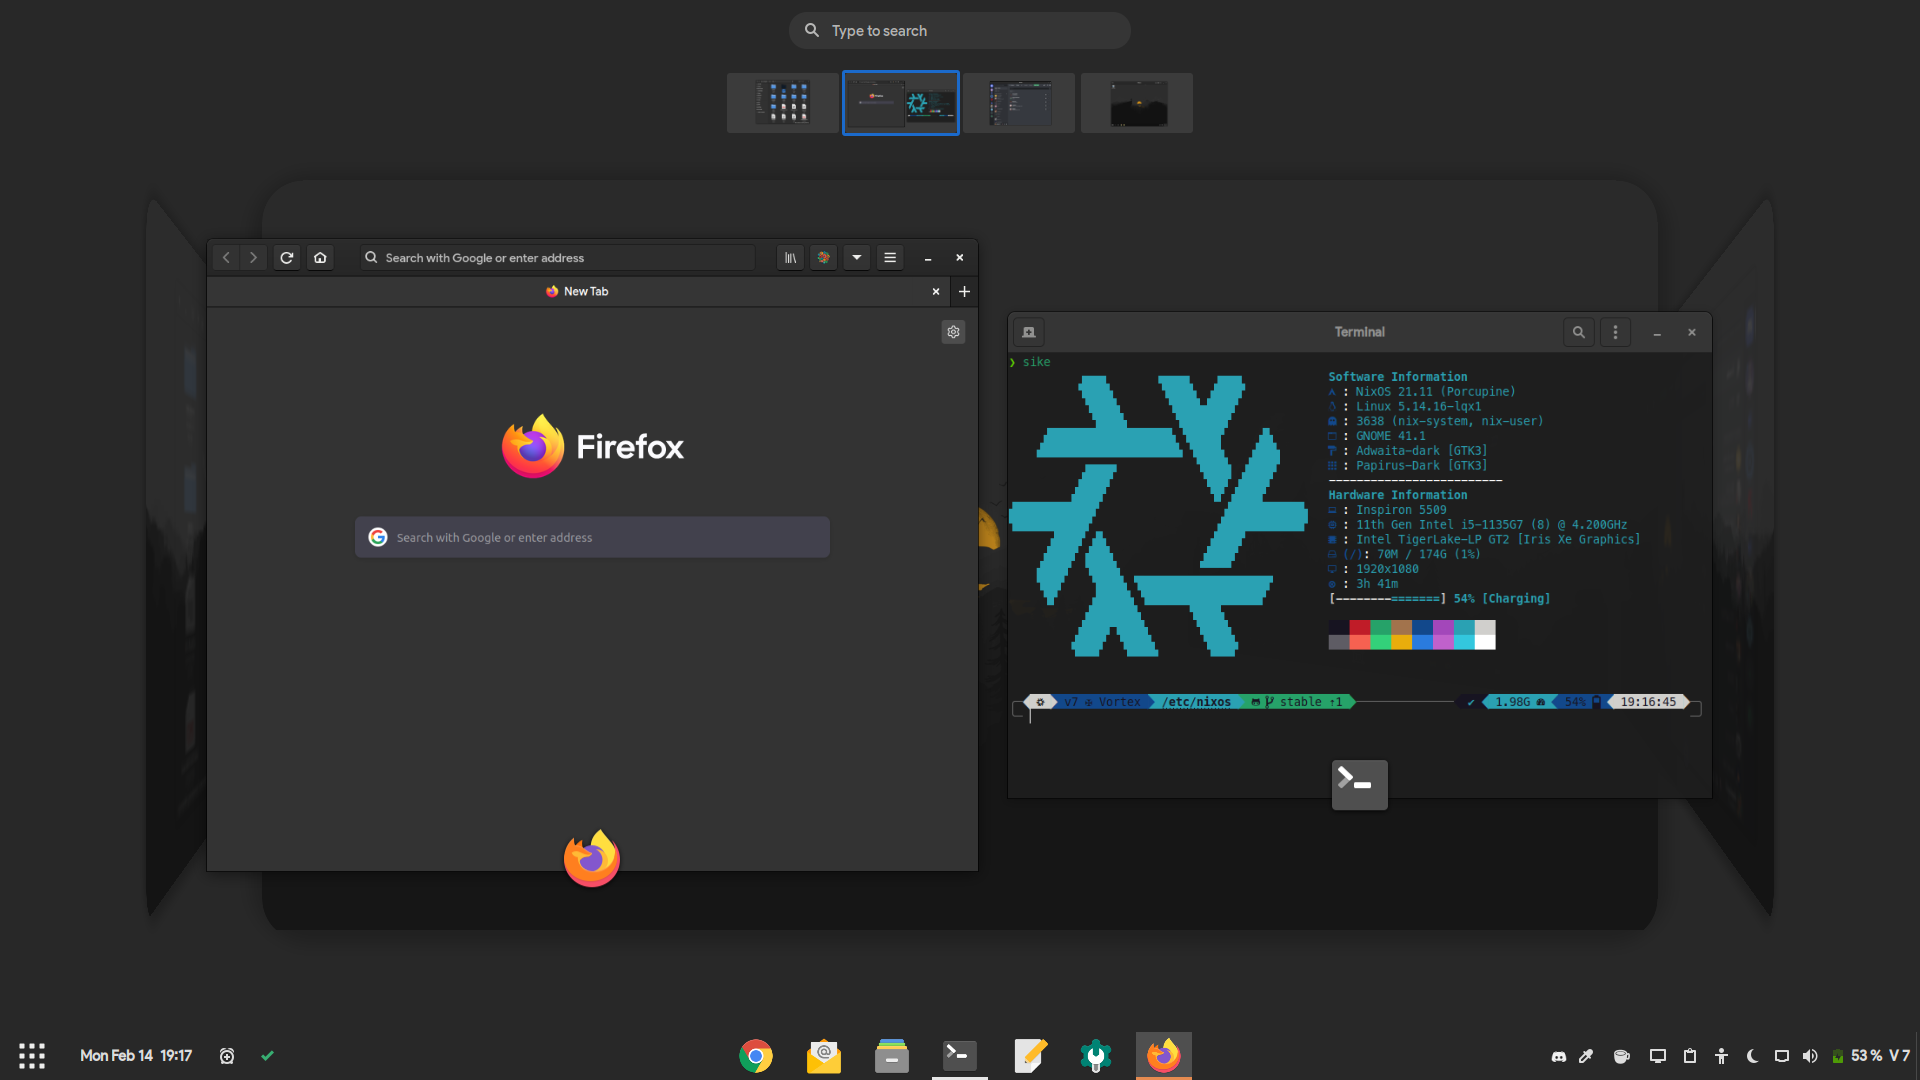 Type to search
Search with Google or enter address
New Tab
Firefox
Search with Google or enter address
Terminal
❯ sike
Software Information
: NixOS 21.11 (Porcupine)
: Linux 5.14.16-lqx1
: 3638 (nix-system, nix-user)
: GNOME 41.1
: Adwaita-dark [GTK3]
: Papirus-Dark [GTK3]
-------------------------
Hardware Information
: Inspiron 5509
: 11th Gen Intel i5-1135G7 (8) @ 4.200GHz
: Intel TigerLake-LP GT2 [Iris Xe Graphics]
(/): 70M / 174G (1%)
: 1920x1080
: 3h 41m
[--------=======] 54% [Charging]
v7 Vortex /etc/nixos stable ↑1 ✔ 1.98G 54% 19:16:45
Mon Feb 14 19:17
53 % V 7